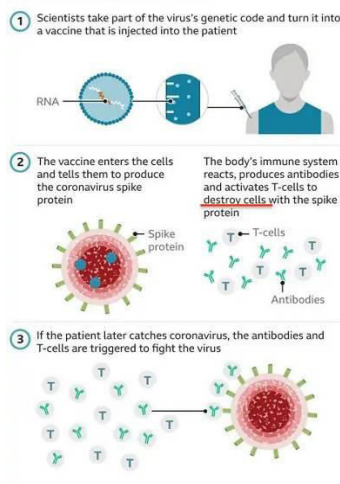 1 Scientists take part of the virus's genetic code and turn it into
a vaccine that is injected into the patient
RNA
2 The vaccine enters the cells
and tells them to produce
the coronavirus spike
protein
Spike
protein
The body's immune system
reacts, produces antibodies
and activates T-cells to
destroy cells with the spike
protein
T T-cells
T
T
T
T
Antibodies
3 If the patient later catches coronavirus, the antibodies and
T-cells are triggered to fight the virus
T
T
T
T
T
T
T
T